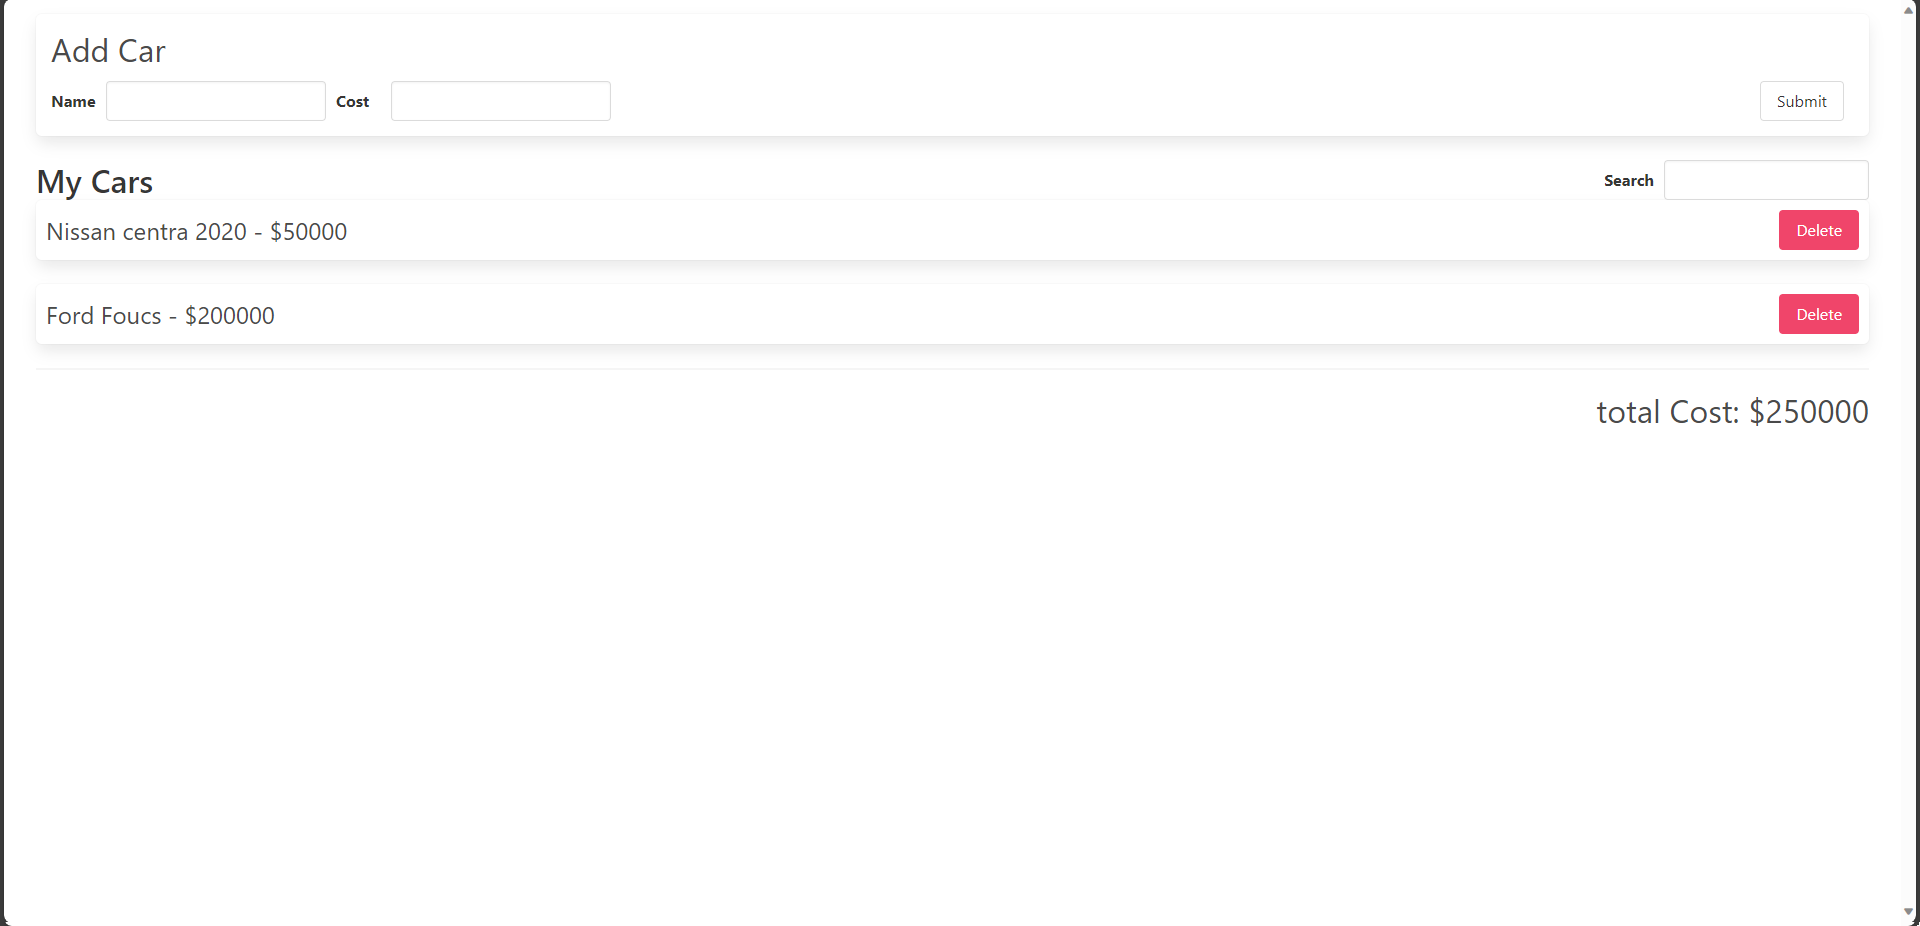 Add Car
Name Cost Submit
My Cars Search
Nissan centra 2020 - $50000 Delete
Ford Foucs - $200000 Delete
total Cost: $250000